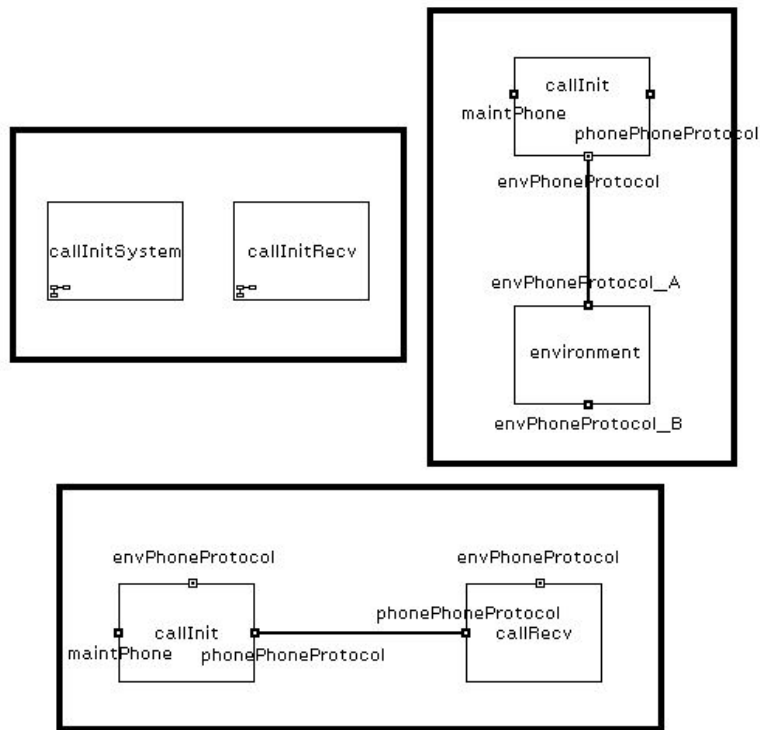 callInitSystem
callInitRecv
callInit
maintPhone
phonePhoneProtocol
envPhoneProtocol
envPhoneProtocol_A
environment
envPhoneProtocol_B
envPhoneProtocol
envPhoneProtocol
phonePhoneProtocol
callInit
callRecv
maintPhone
phonePhoneProtocol